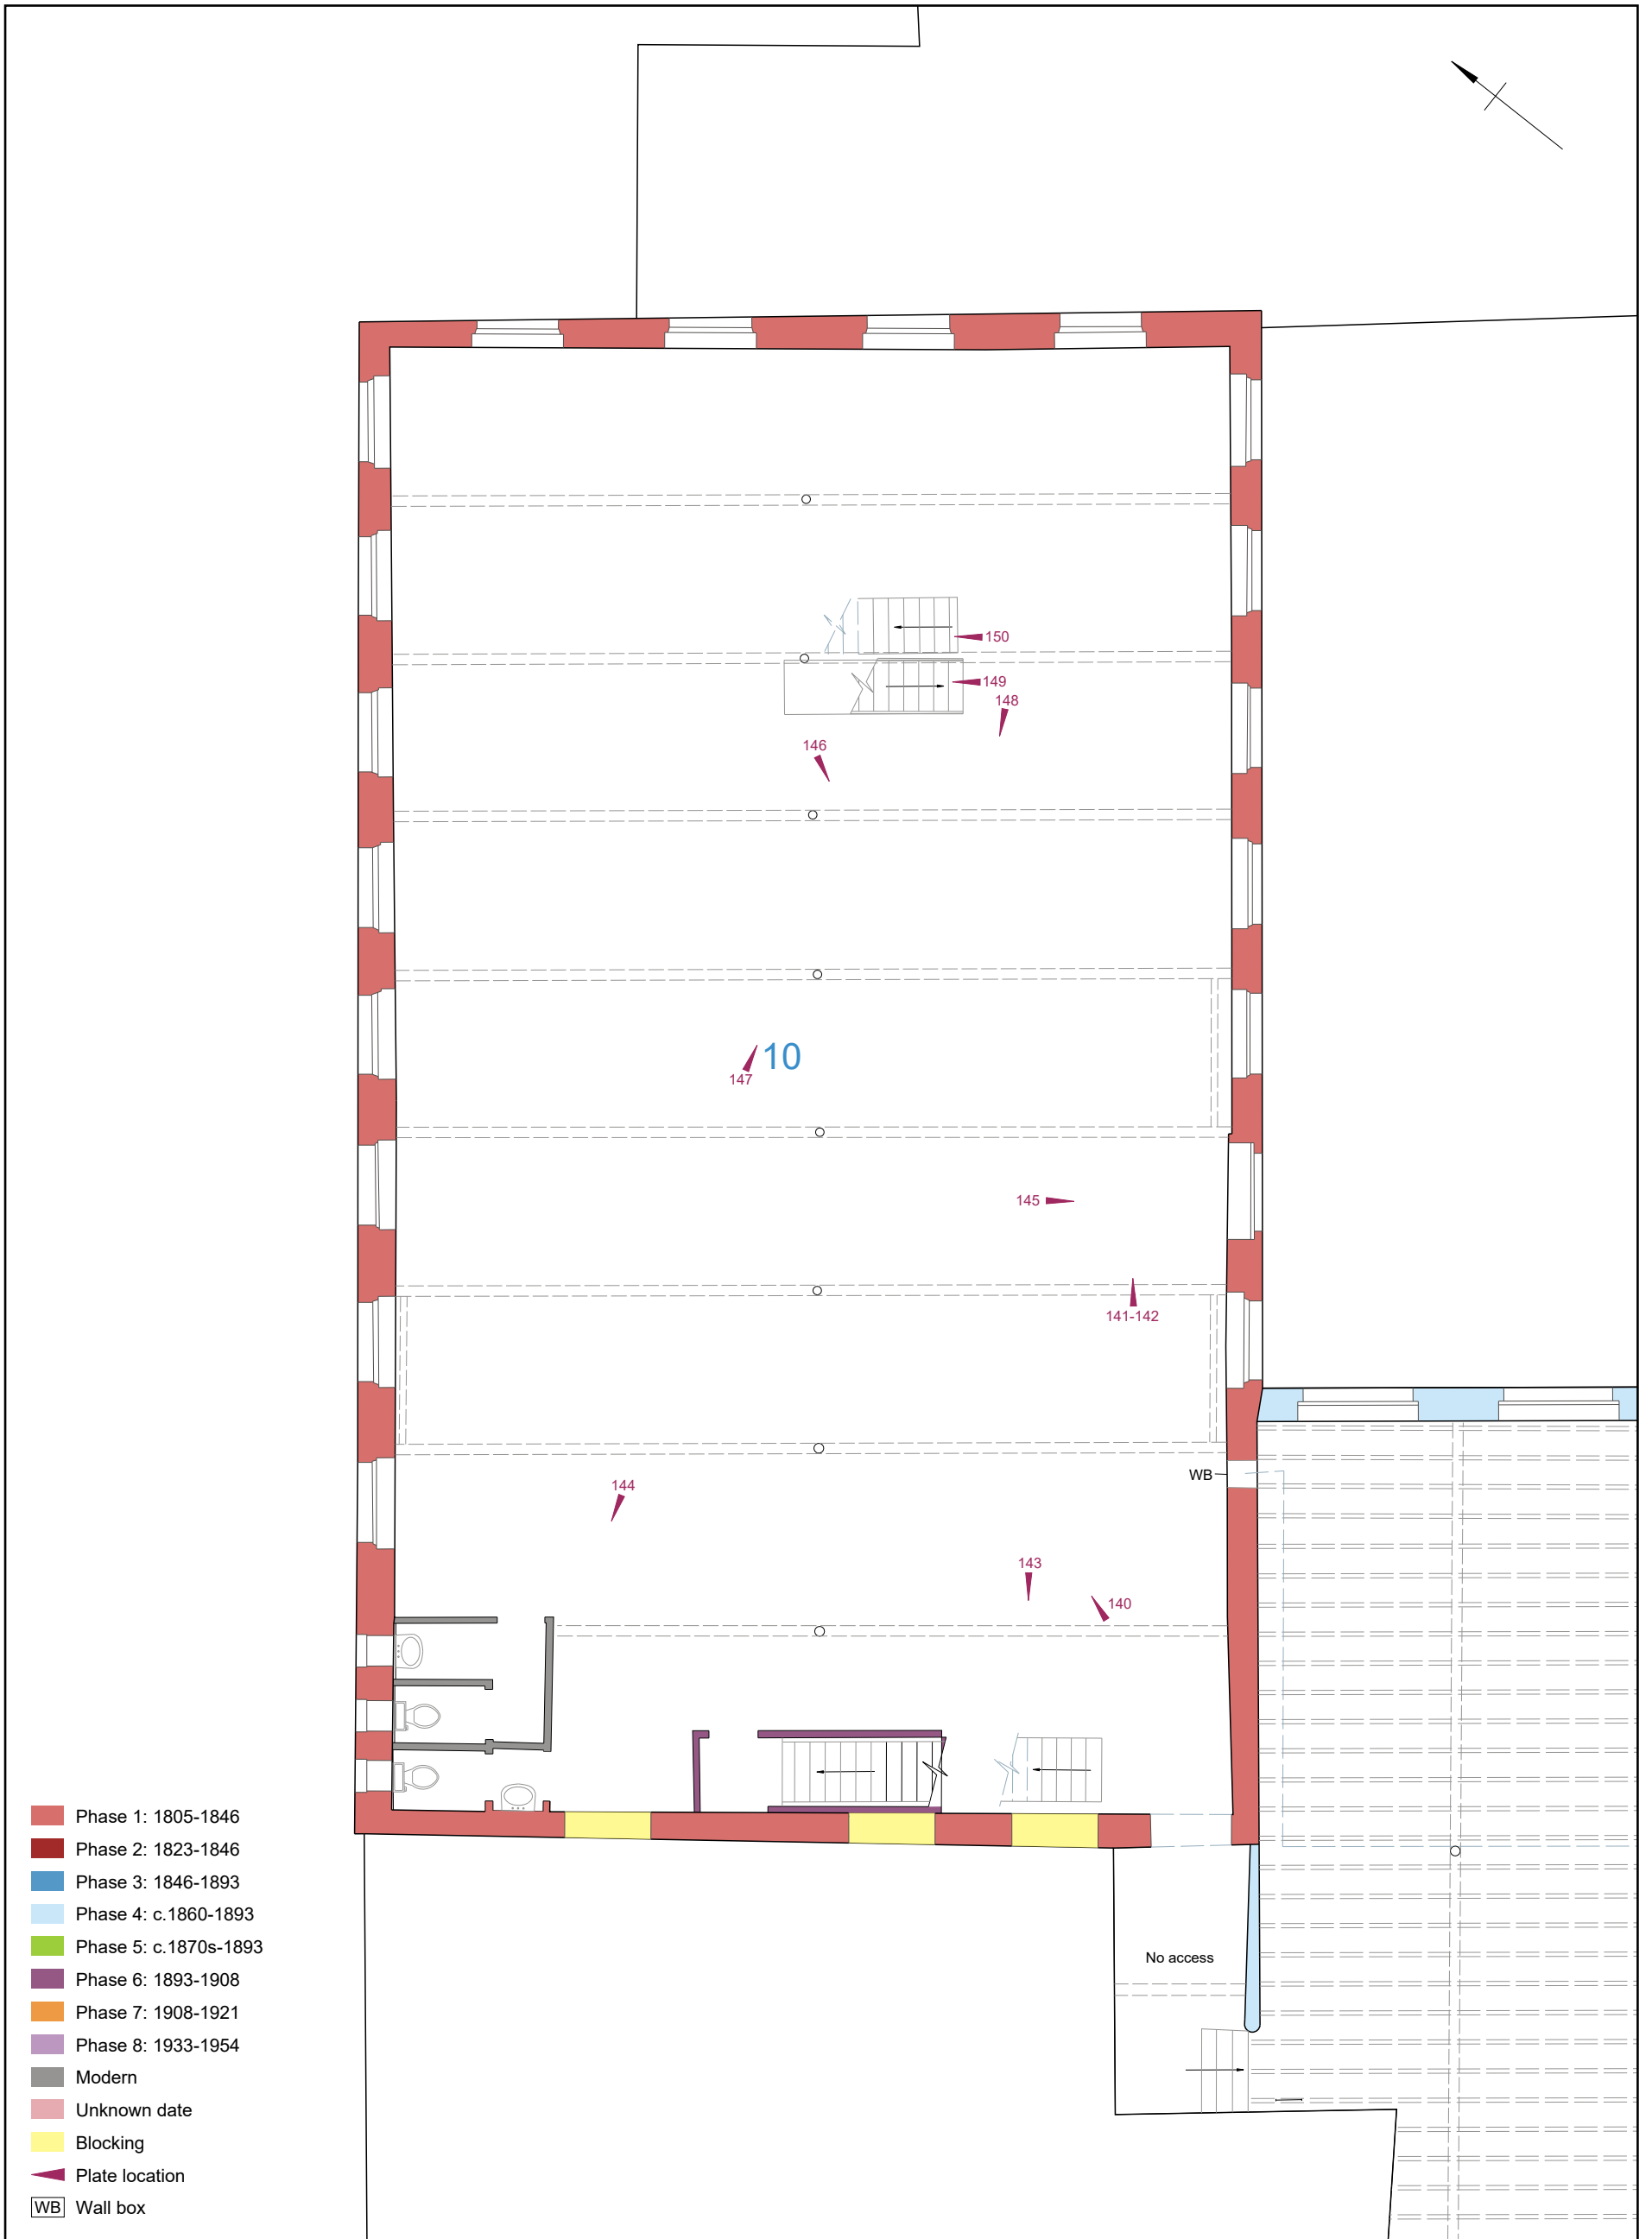 150
149
148
146
10
147
145
141-142
WB
144
143
140
No access
Phase 1: 1805-1846
Phase 2: 1823-1846
Phase 3: 1846-1893
Phase 4: c.1860-1893
Phase 5: c.1870s-1893
Phase 6: 1893-1908
Phase 7: 1908-1921
Phase 8: 1933-1954
Modern
Unknown date
Blocking
Plate location
WB Wall box